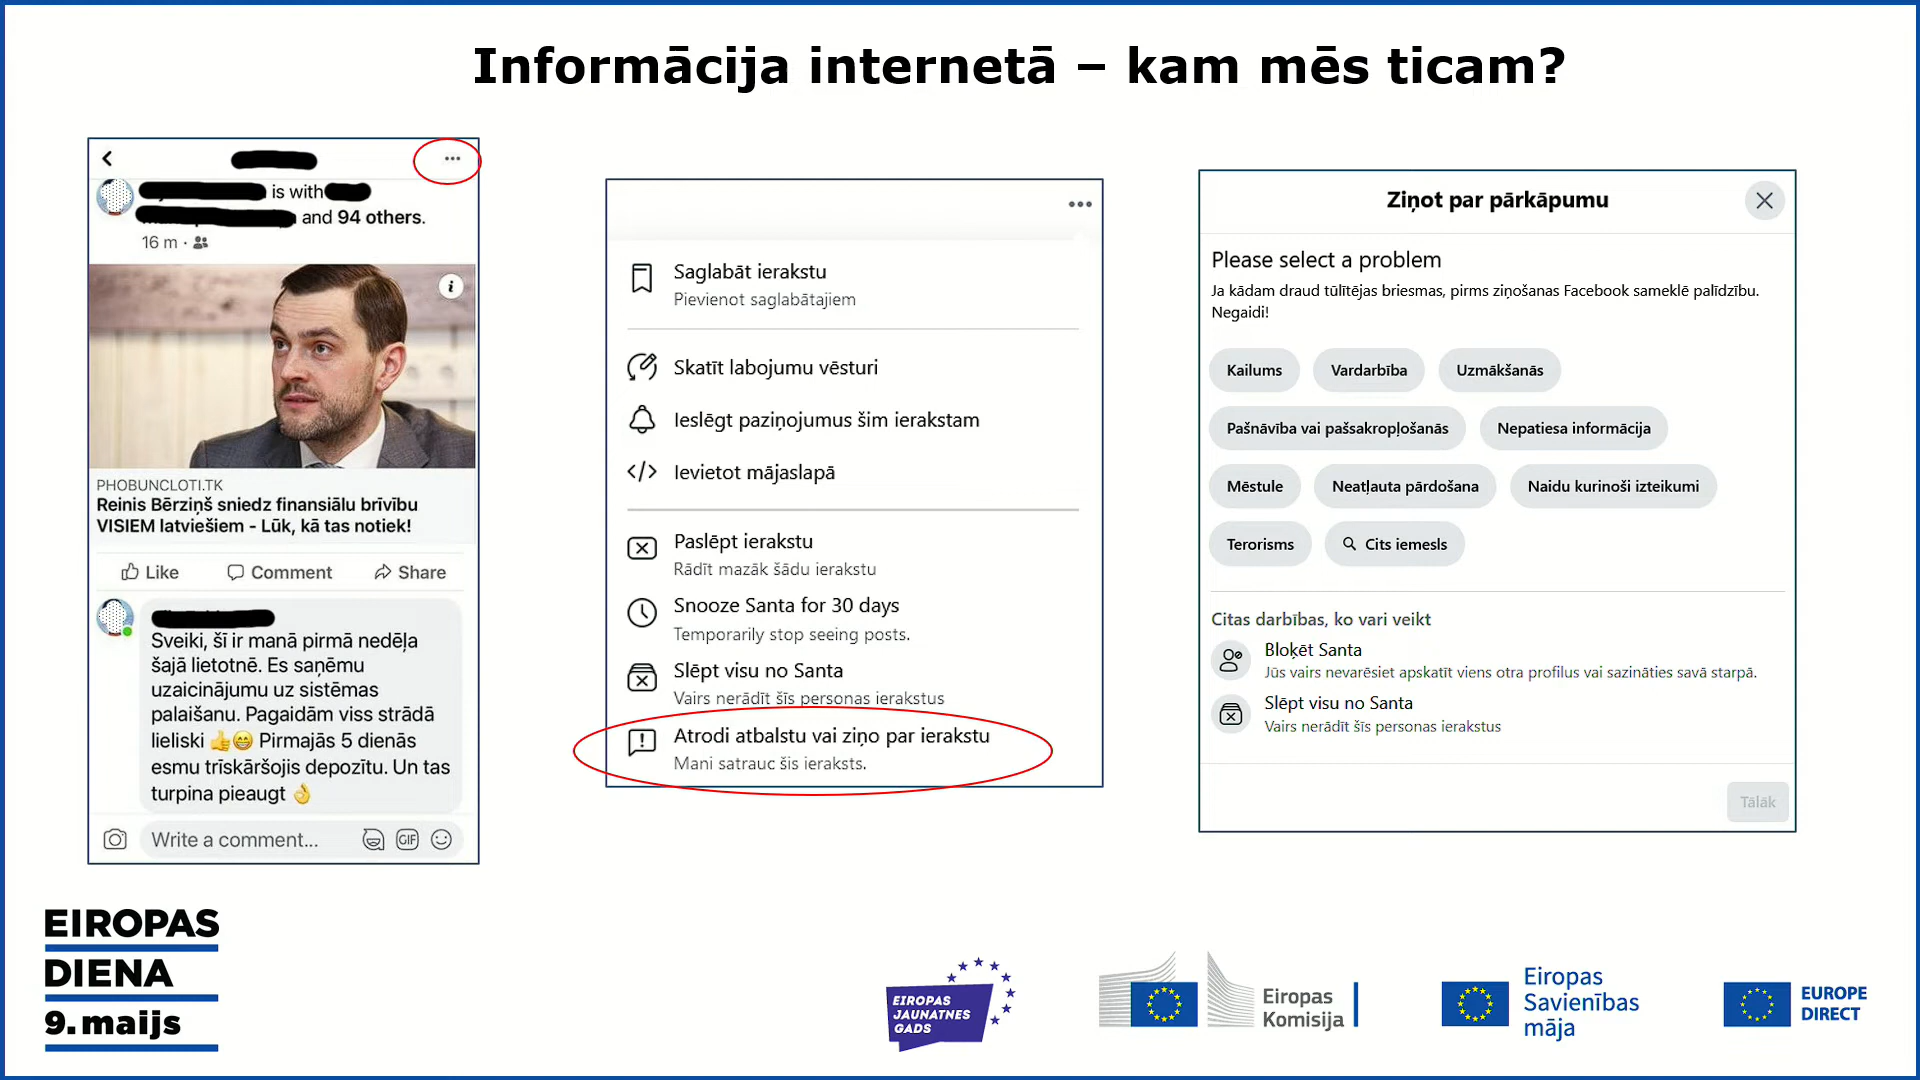 Informācija internetā – kam mēs ticam?
is with
and 94 others.
16 m ·
PHOBUNCLOTI.TK
Reinis Bērziņš sniedz finansiālu brīvību
VISIEM latviešiem - Lūk, kā tas notiek!
Like Comment Share
Sveiki, šī ir manā pirmā nedēļa
šajā lietotnē. Es saņēmu
uzaicinājumu uz sistēmas
palaišanu. Pagaidām viss strādā
lieliski 👍😁 Pirmajās 5 dienās
esmu trīskāršojis depozītu. Un tas
turpina pieaugt 👌
Write a comment...
GIF
Saglabāt ierakstu
Pievienot saglabātajiem
Skatīt labojumu vēsturi
Ieslēgt paziņojumus šim ierakstam
Ievietot mājaslapā
Paslēpt ierakstu
Rādīt mazāk šādu ierakstu
Snooze Santa for 30 days
Temporarily stop seeing posts.
Slēpt visu no Santa
Vairs nerādīt šīs personas ierakstus
Atrodi atbalstu vai ziņo par ierakstu
Mani satrauc šis ieraksts.
Ziņot par pārkāpumu
Please select a problem
Ja kādam draud tūlītējas briesmas, pirms ziņošanas Facebook sameklē palīdzību.
Negaidi!
Kailums Vardarbība Uzmākšanās
Pašnāvība vai pašsakropļošanās Nepatiesa informācija
Mēstule Neatļauta pārdošana Naidu kurinoši izteikumi
Terorisms Cits iemesls
Citas darbības, ko vari veikt
Bloķēt Santa
Jūs vairs nevarēsiet apskatīt viens otra profilus vai sazināties savā starpā.
Slēpt visu no Santa
Vairs nerādīt šīs personas ierakstus
Tālāk
EIROPAS
DIENA
9. maijs
EIROPAS
JAUNATNES
GADS
Eiropas
Komisija
Eiropas
Savienības
māja
EUROPE
DIRECT